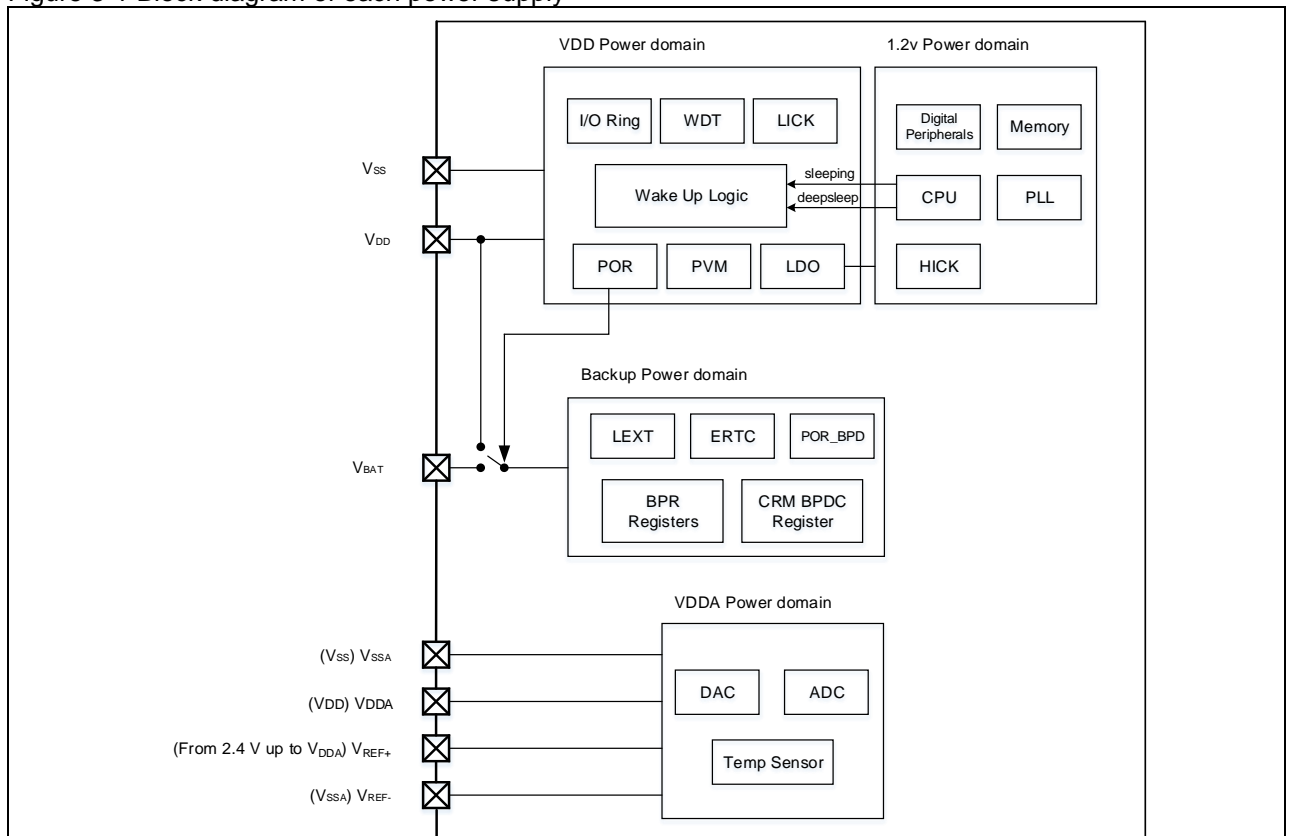 Figure 3-1 Block diagram of each power supply
VDD Power domain
1.2v Power domain
I/O Ring
WDT
LICK
Digital
Peripherals
Memory
VSS
sleeping
Wake Up Logic
CPU
PLL
deepsleep
VDD
POR
PVM
LDO
HICK
Backup Power domain
LEXT
ERTC
POR_BPD
VBAT
BPR
Registers
CRM BPDC
Register
VDDA Power domain
(VSS) VSSA
DAC
ADC
(VDD) VDDA
(From 2.4 V up to VDDA) VREF+
Temp Sensor
(VSSA) VREF-